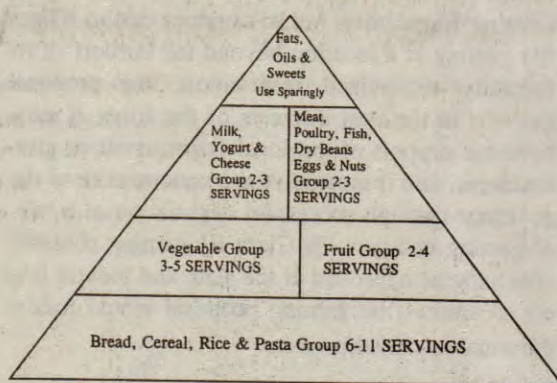 Fats,
Oils &
Sweets
Use Sparingly
Milk,
Yogurt &
Cheese
Group 2-3
SERVINGS
Meat,
Poultry, Fish,
Dry Beans
Eggs & Nuts
Group 2-3
SERVINGS
Vegetable Group
3-5 SERVINGS
Fruit Group 2-4
SERVINGS
Bread, Cereal, Rice & Pasta Group 6-11 SERVINGS